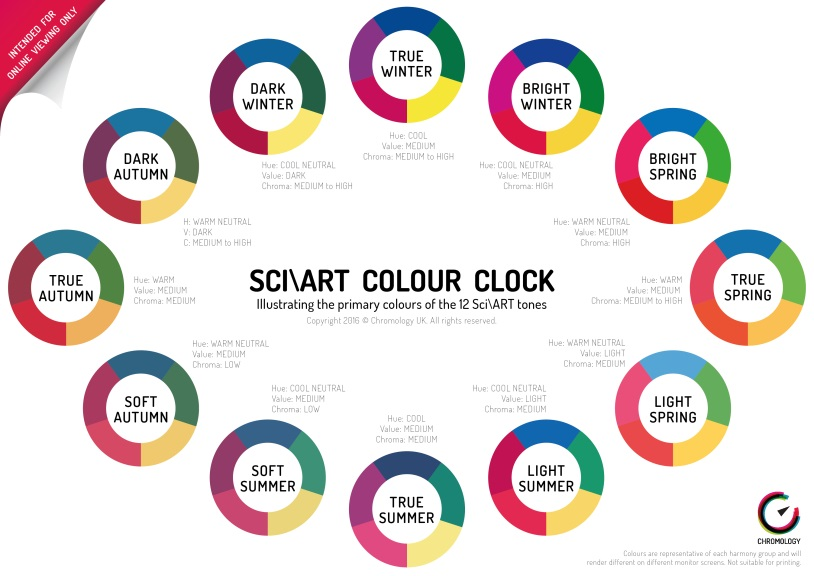 INTENDED FOR
ONLINE VIEWING ONLY
TRUE
WINTER
Hue: COOL
Value: MEDIUM
Chroma: MEDIUM to HIGH
DARK
WINTER
Hue: COOL NEUTRAL
Value: DARK
Chroma: MEDIUM to HIGH
BRIGHT
WINTER
Hue: COOL NEUTRAL
Value: MEDIUM
Chroma: HIGH
DARK
AUTUMN
H: WARM NEUTRAL
V: DARK
C: MEDIUM to HIGH
BRIGHT
SPRING
Hue: WARM NEUTRAL
Value: MEDIUM
Chroma: HIGH
TRUE
AUTUMN
Hue: WARM
Value: MEDIUM
Chroma: MEDIUM
SCI\ART COLOUR CLOCK
Illustrating the primary colours of the 12 Sci\ART tones
Copyright 2016 © Chromology UK. All rights reserved.
Hue: WARM
Value: MEDIUM
Chroma: MEDIUM to HIGH
TRUE
SPRING
SOFT
AUTUMN
Hue: WARM NEUTRAL
Value: MEDIUM
Chroma: LOW
Hue: WARM NEUTRAL
Value: LIGHT
Chroma: MEDIUM
LIGHT
SPRING
Hue: COOL NEUTRAL
Value: MEDIUM
Chroma: LOW
SOFT
SUMMER
Hue: COOL
Value: MEDIUM
Chroma: MEDIUM
TRUE
SUMMER
Hue: COOL NEUTRAL
Value: LIGHT
Chroma: MEDIUM
LIGHT
SUMMER
CHROMOLOGY
Colours are representative of each harmony group and will
render different on different monitor screens. Not suitable for printing.